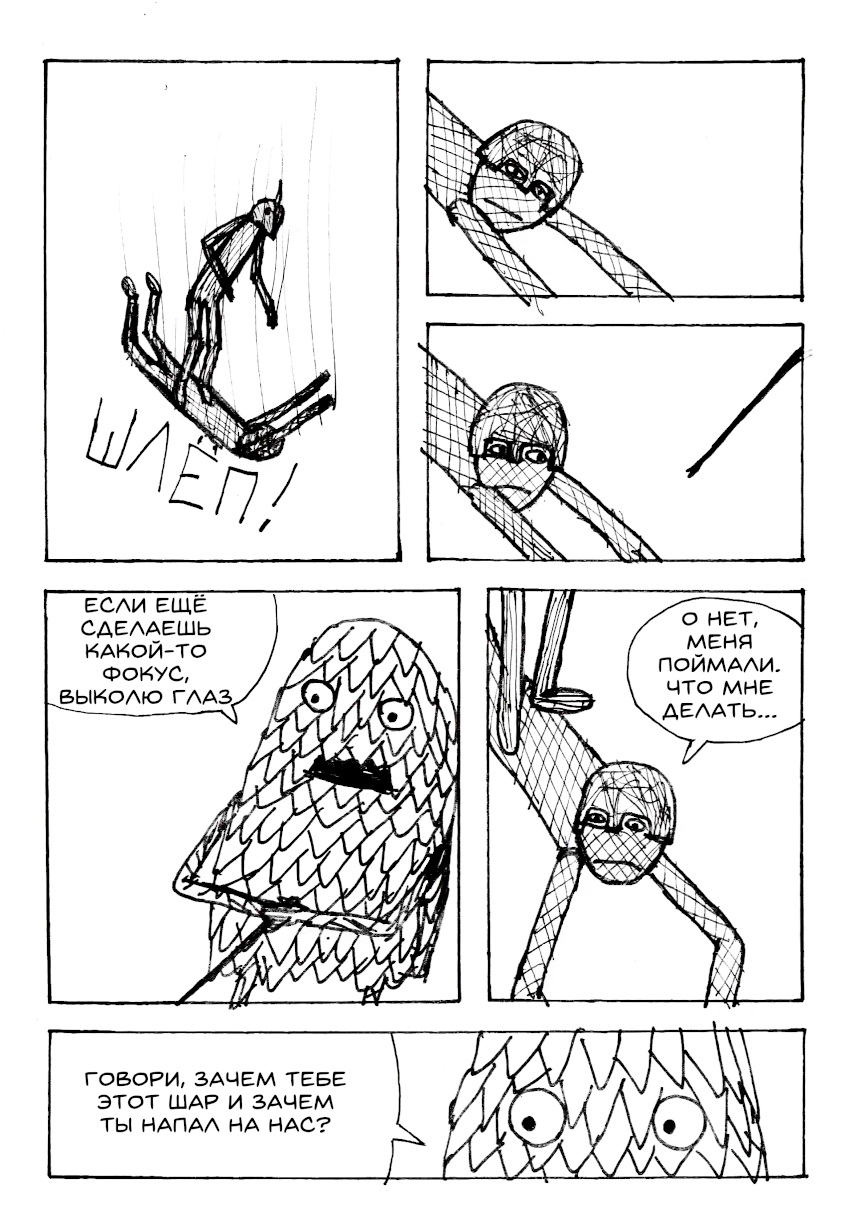 ШЛЁП!
ЕСЛИ ЕЩЁ
СДЕЛАЕШЬ
КАКОЙ-ТО
ФОКУС,
ВЫКОЛЮ ГЛАЗ
О НЕТ,
МЕНЯ
ПОЙМАЛИ.
ЧТО МНЕ
ДЕЛАТЬ...
ГОВОРИ, ЗАЧЕМ ТЕБЕ
ЭТОТ ШАР И ЗАЧЕМ
ТЫ НАПАЛ НА НАС?